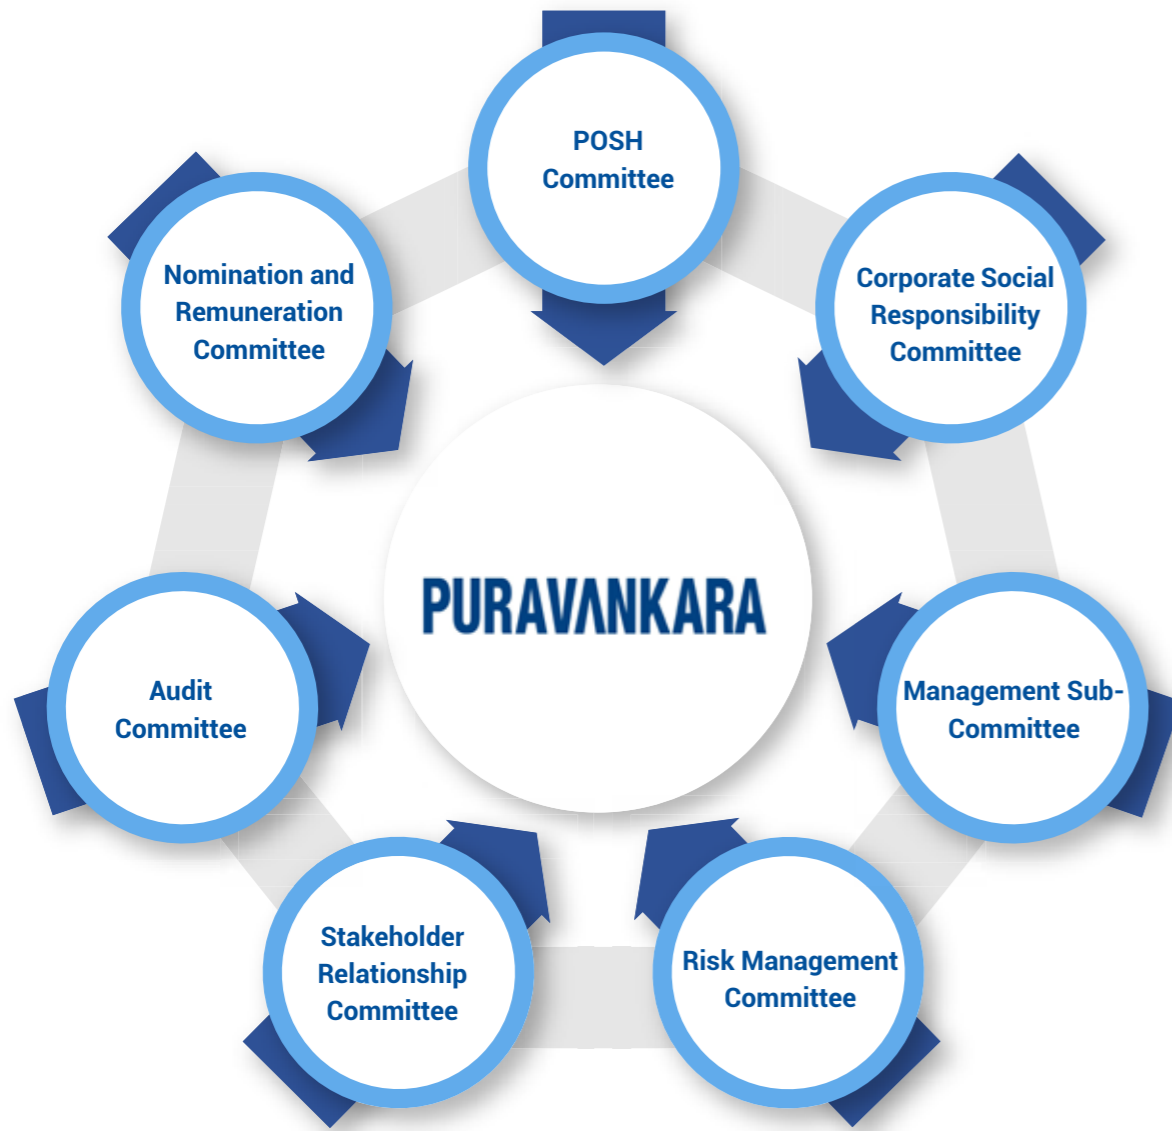 POSH
Committee
Nomination and
Remuneration
Committee
Corporate Social
Responsibility
Committee
PURAVANKARA
Audit
Committee
Management Sub-
Committee
Stakeholder
Relationship
Committee
Risk Management
Committee